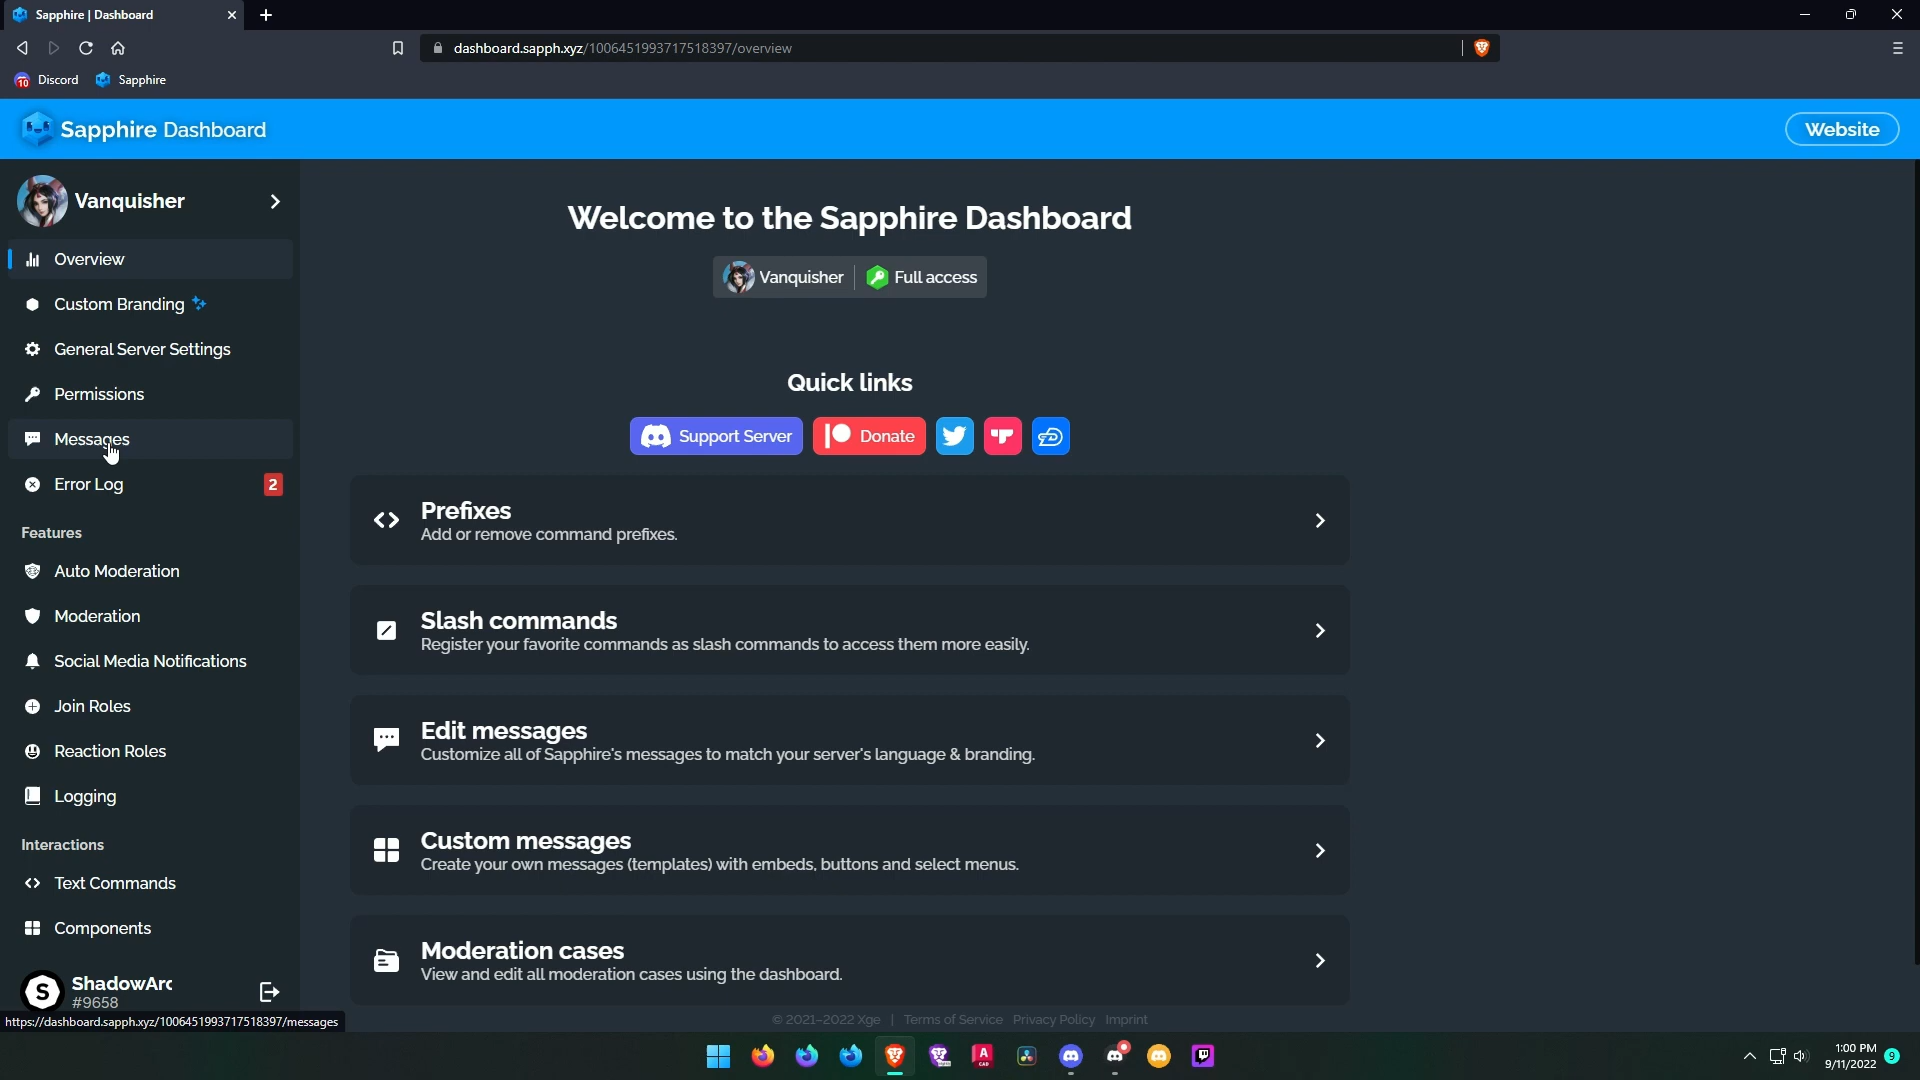 Sapphire | Dashboard
dashboard.sapph.xyz/1006451993717518397/overview
10
Discord
Sapphire
Sapphire Dashboard
Website
Vanquisher
Overview
Custom Branding
General Server Settings
Permissions
Messages
Error Log
2
Features
Auto Moderation
Moderation
Social Media Notifications
Join Roles
Reaction Roles
Logging
Interactions
Text Commands
Components
S
ShadowArc
#9658
https://dashboard.sapph.xyz/1006451993717518397/messages
Welcome to the Sapphire Dashboard
Vanquisher
Full access
Quick links
Support Server
Donate
Prefixes
Add or remove command prefixes.
Slash commands
Register your favorite commands as slash commands to access them more easily.
Edit messages
Customize all of Sapphire's messages to match your server's language & branding.
Custom messages
Create your own messages (templates) with embeds, buttons and select menus.
Moderation cases
View and edit all moderation cases using the dashboard.
© 2021-2022 Xge | Terms of Service Privacy Policy Imprint
1:00 PM
9/11/2022
9